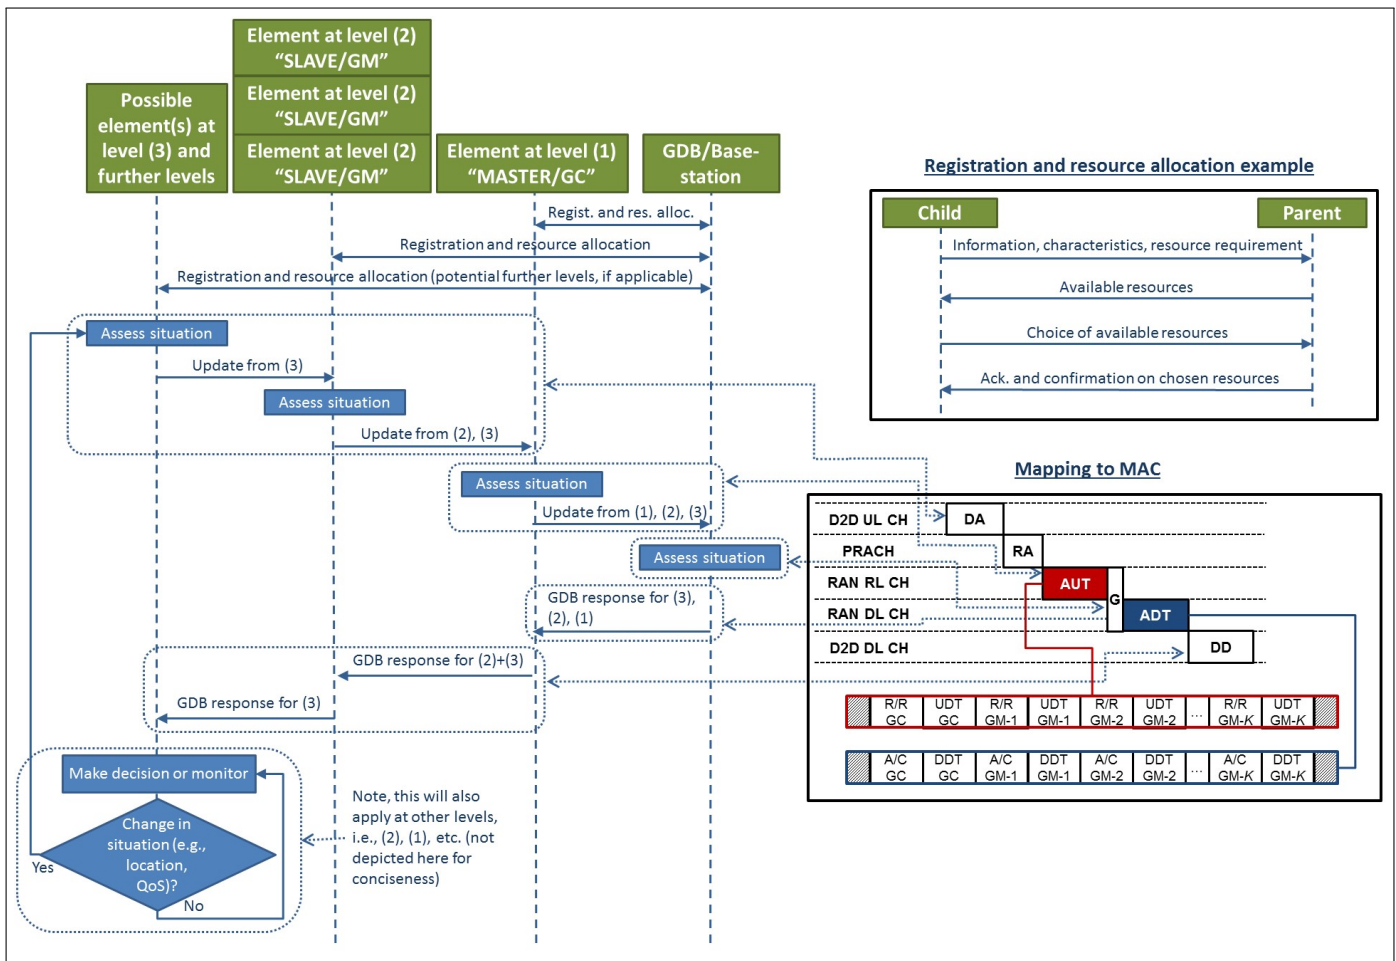 Element at level (2)
“SLAVE/GM”
Element at level (2)
“SLAVE/GM”
Element at level (2)
“SLAVE/GM”
Possible
element(s) at
level (3) and
further levels
Element at level (1)
“MASTER/GC”
GDB/Base-
station
Regist. and res. alloc.
Registration and resource allocation
Registration and resource allocation (potential further levels, if applicable)
Assess situation
Update from (3)
Assess situation
Update from (2), (3)
Assess situation
Update from (1), (2), (3)
Assess situation
GDB response for (3),
(2), (1)
GDB response for (2)+(3)
GDB response for (3)
Make decision or monitor
Change in
situation (e.g.,
location,
QoS)?
Yes
No
Note, this will also
apply at other levels,
i.e., (2), (1), etc. (not
depicted here for
conciseness)
Registration and resource allocation example
Child
Parent
Information, characteristics, resource requirement
Available resources
Choice of available resources
Ack. and confirmation on chosen resources
Mapping to MAC
D2D UL CH
DA
PRACH
RA
RAN RL CH
AUT
G
RAN DL CH
ADT
D2D DL CH
DD
R/R UDT R/R UDT R/R UDT ... R/R UDT
GC GC GM-1 GM-1 GM-2 GM-2 GM-K GM-K
A/C DDT A/C DDT A/C DDT ... A/C DDT
GC GC GM-1 GM-1 GM-2 GM-2 GM-K GM-K